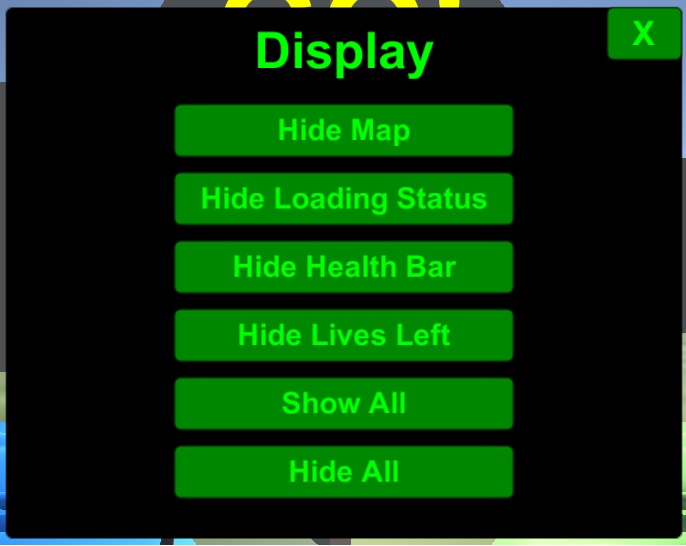 Display
X
Hide Map
Hide Loading Status
Hide Health Bar
Hide Lives Left
Show All
Hide All